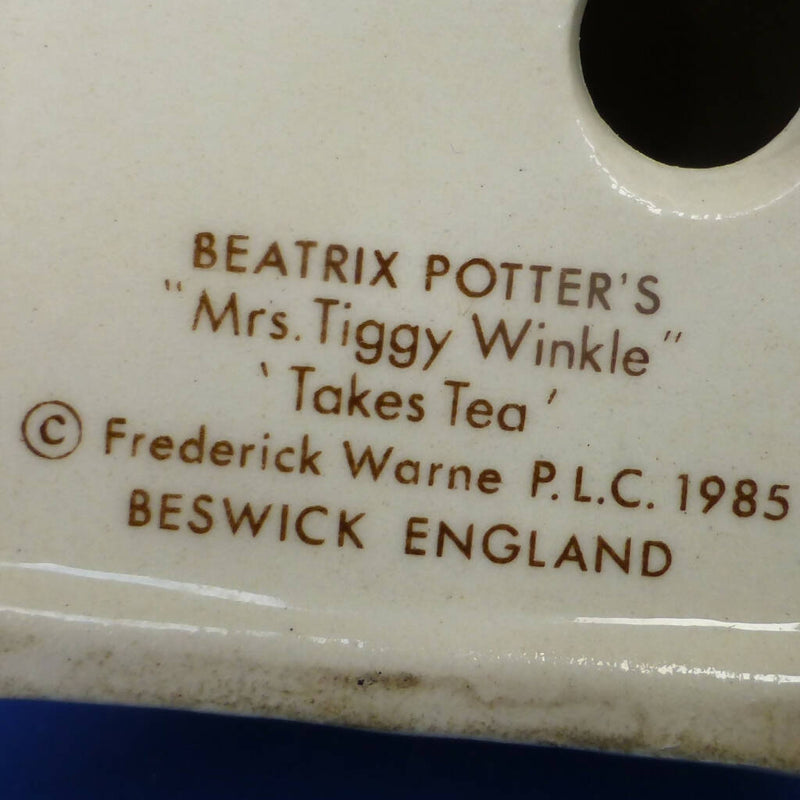 BEATRIX POTTER'S
"Mrs. Tiggy Winkle"
'Takes Tea'
© Frederick Warne P.L.C. 1985
BESWICK ENGLAND